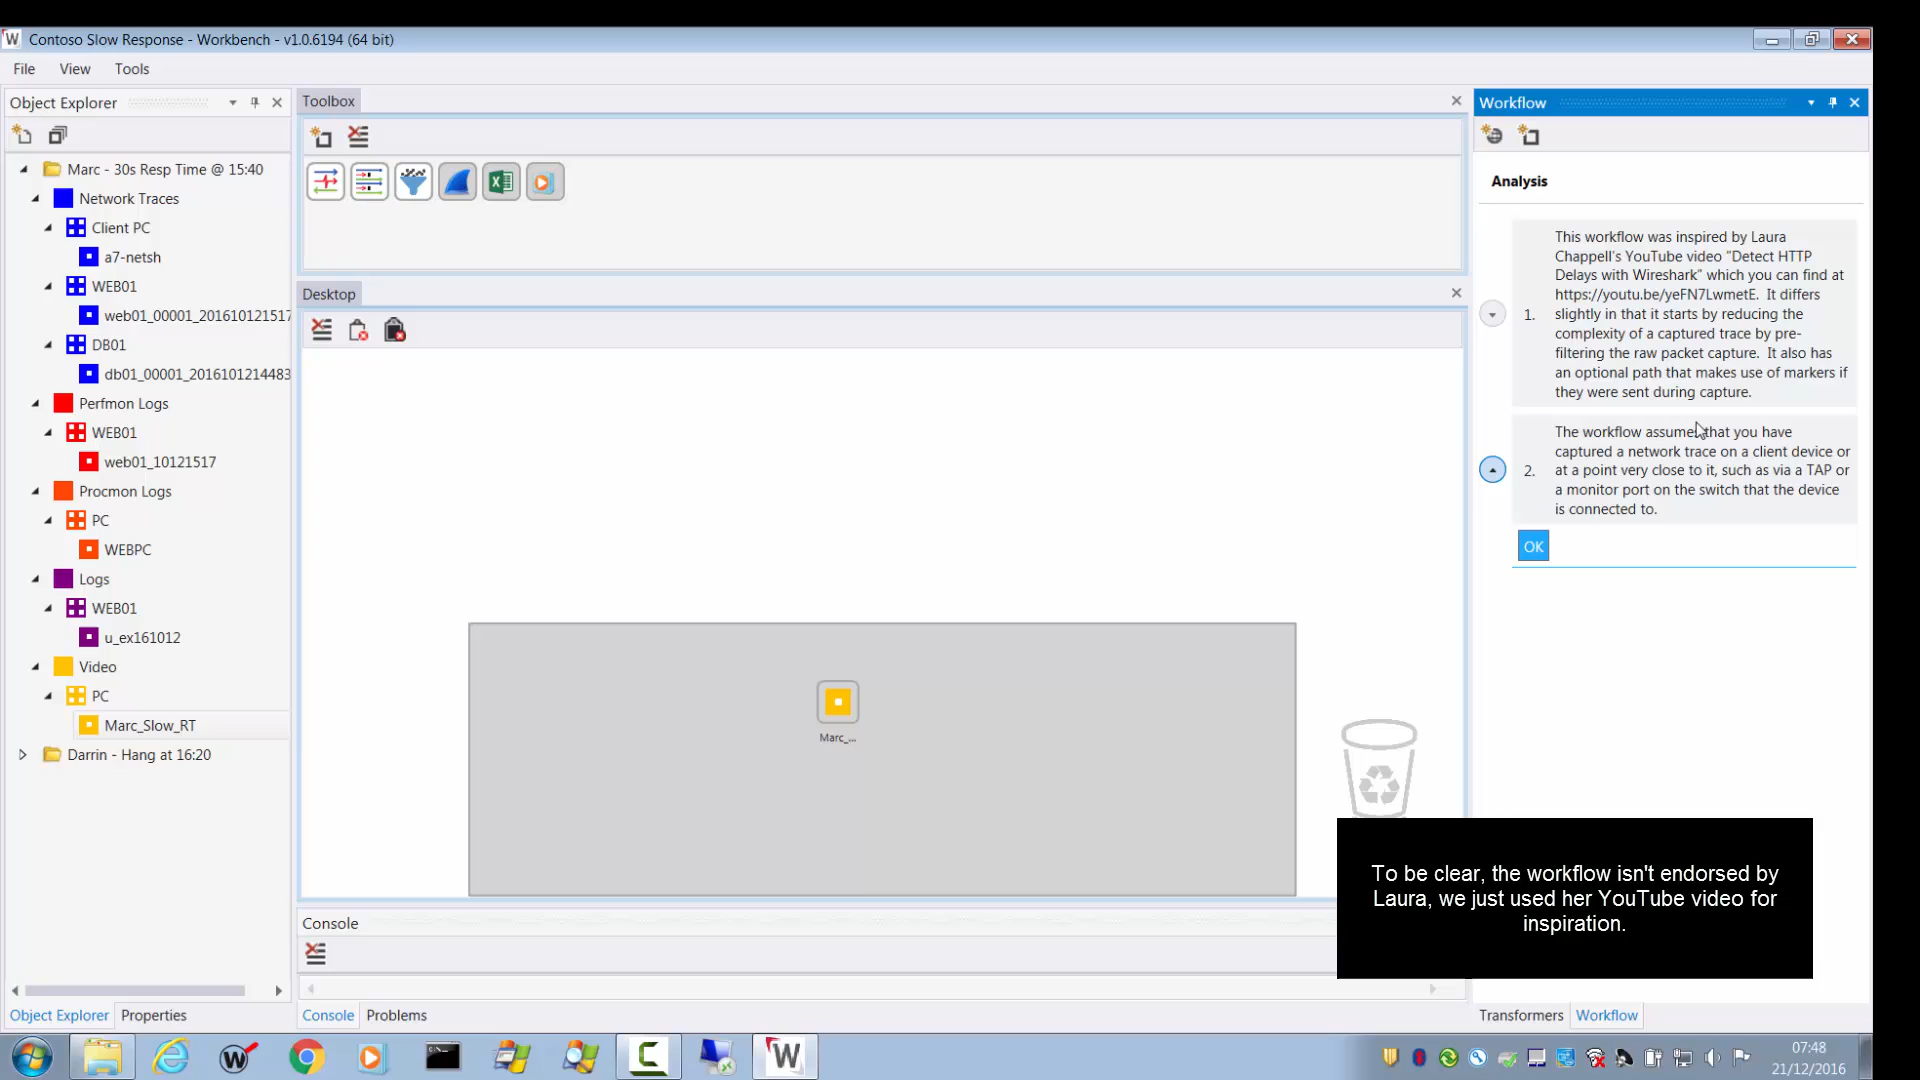 Contoso Slow Response - Workbench - v1.0.6194 (64 bit)
File View Tools
Object Explorer
Marc - 30s Resp Time @ 15:40
Network Traces
Client PC
a7-netsh
WEB01
web01_00001_201610121517
DB01
db01_00001_2016101214483
Perfmon Logs
WEB01
web01_10121517
Procmon Logs
PC
WEBPC
Logs
WEB01
u_ex161012
Video
PC
Marc_Slow_RT
Darrin - Hang at 16:20
Object Explorer Properties
Toolbox
Desktop
Marc_...
Console
Console Problems
Workflow
Analysis
1.
This workflow was inspired by Laura
Chappell's YouTube video "Detect HTTP
Delays with Wireshark" which you can find at
https://youtu.be/yeFN7LwmetE. It differs
slightly in that it starts by reducing the
complexity of a captured trace by pre-
filtering the raw packet capture. It also has
an optional path that makes use of markers if
they were sent during capture.
2.
The workflow assumes that you have
captured a network trace on a client device or
at a point very close to it, such as via a TAP or
a monitor port on the switch that the device
is connected to.
OK
To be clear, the workflow isn't endorsed by
Laura, we just used her YouTube video for
inspiration.
Transformers Workflow
07:48
21/12/2016